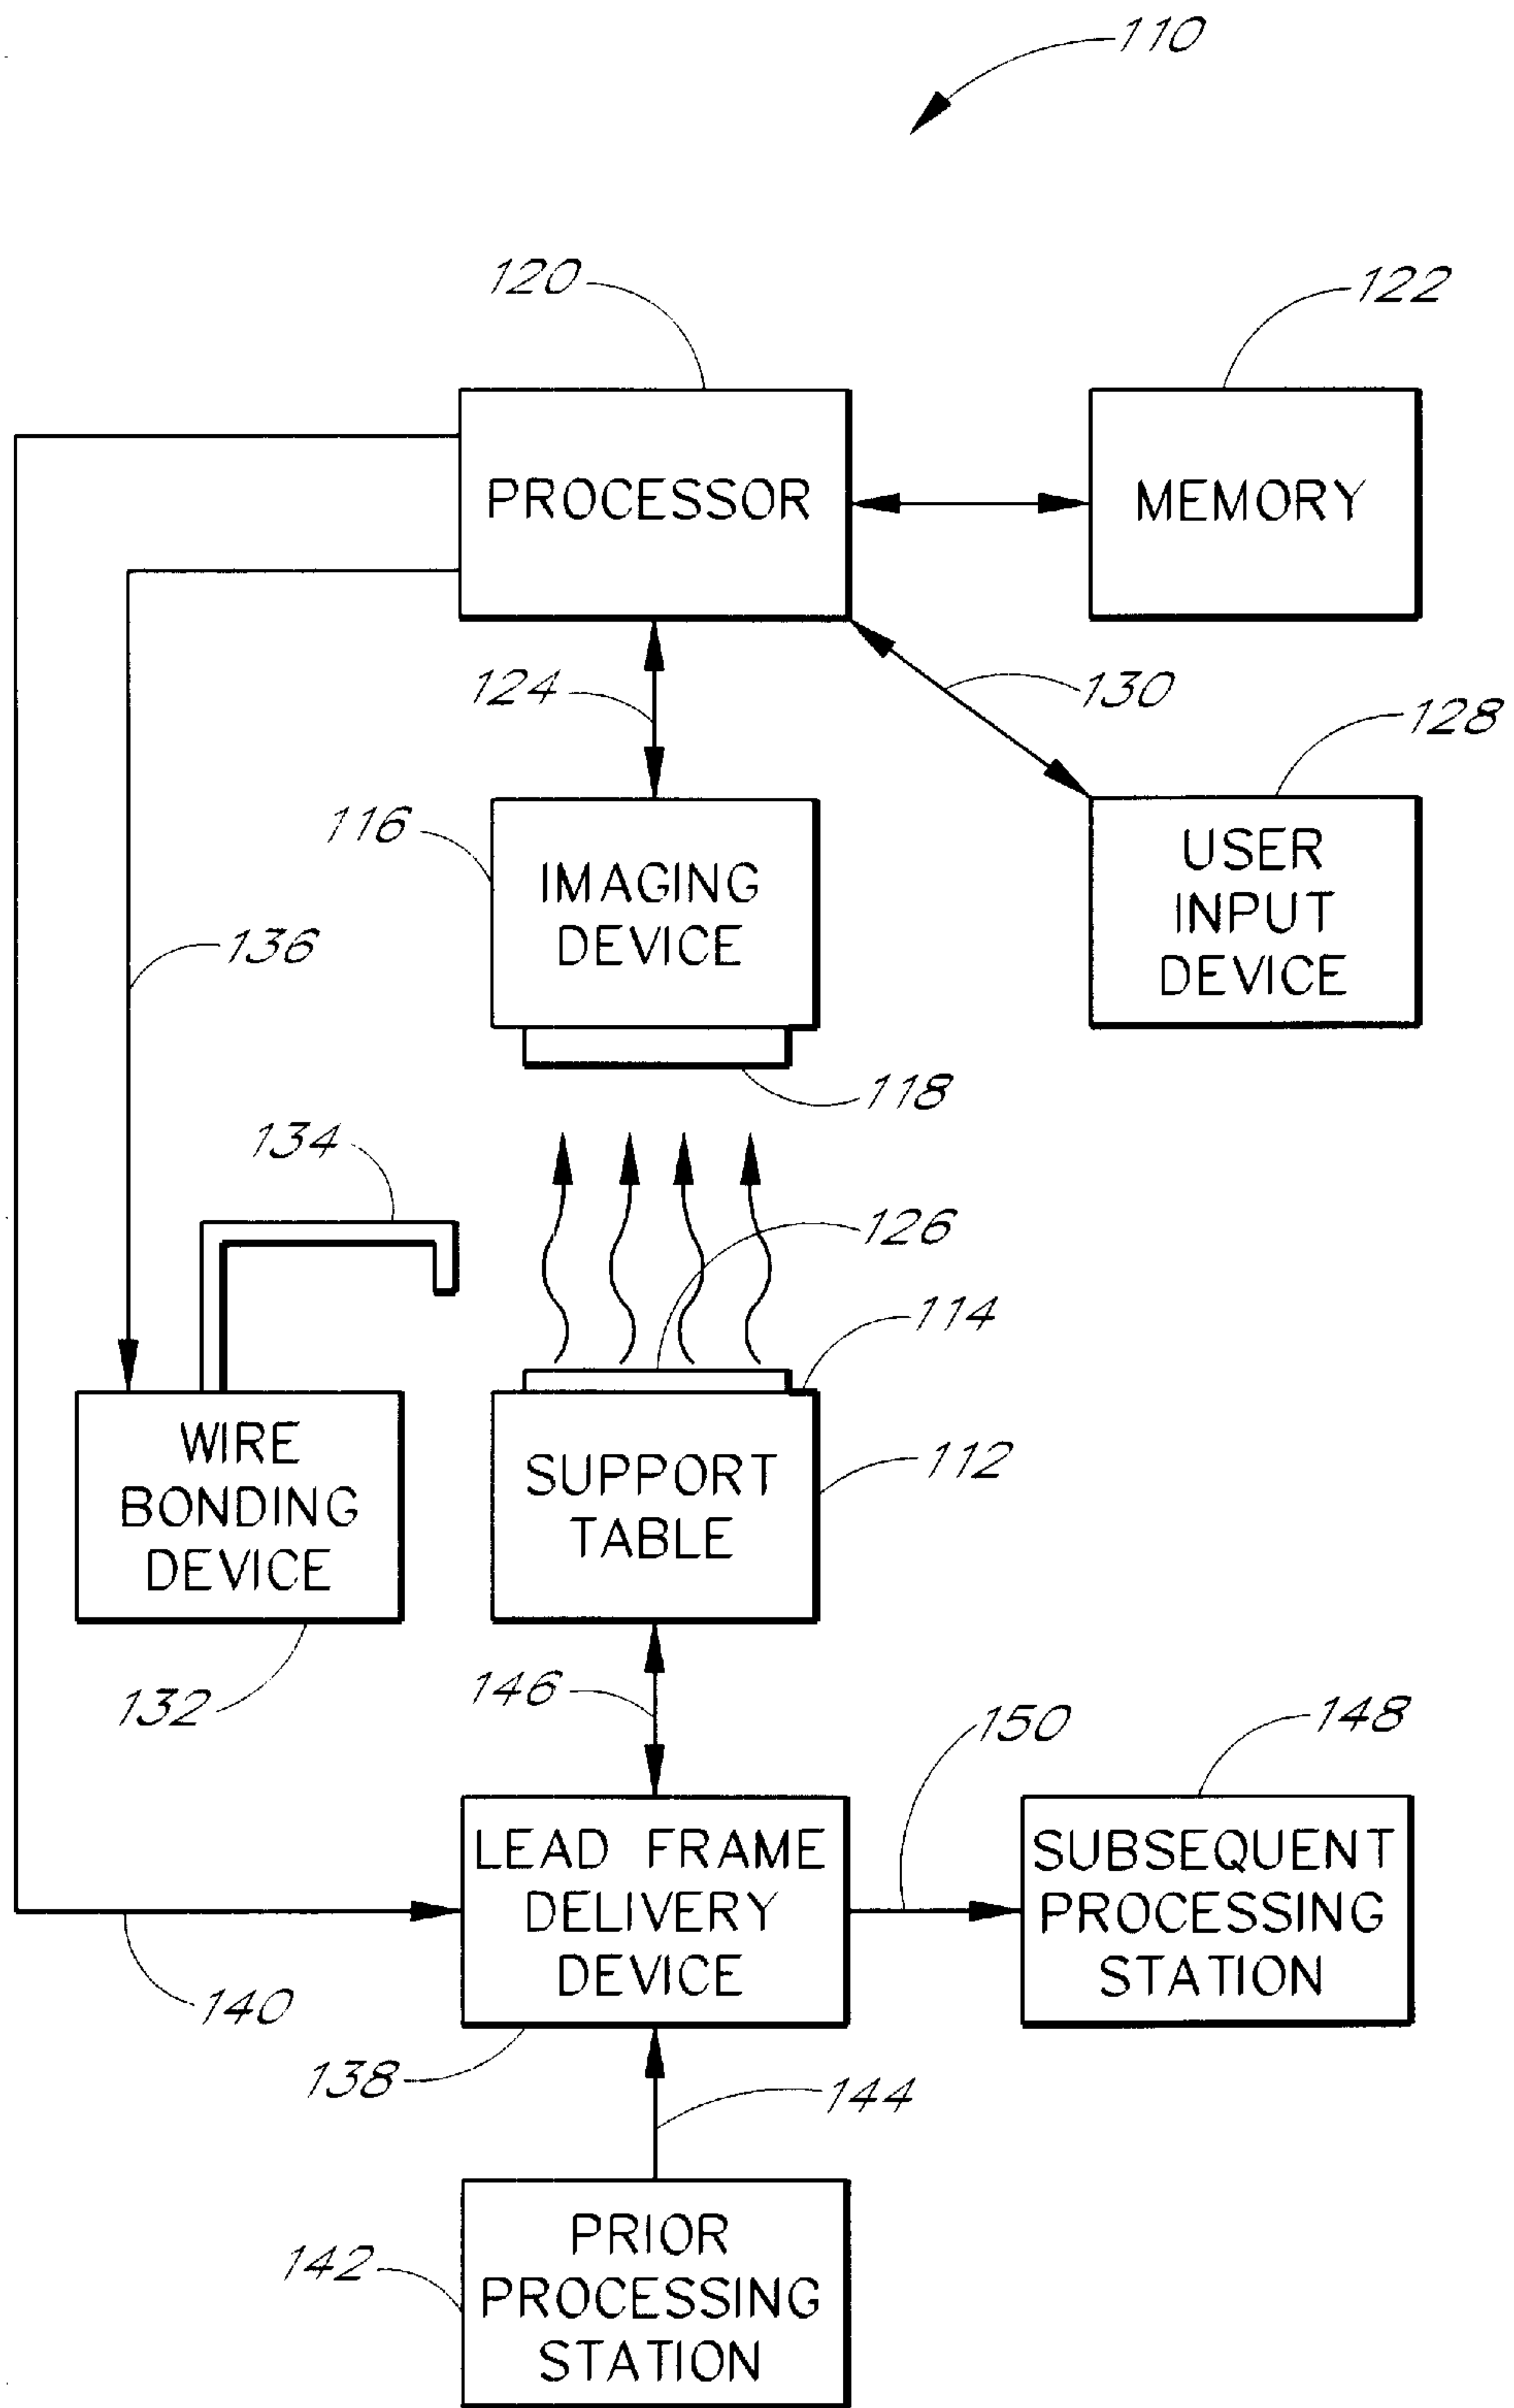 110
120
122
PROCESSOR
MEMORY
124
130
128
116
IMAGING
DEVICE
USER
INPUT
DEVICE
136
118
134
126
114
WIRE
BONDING
DEVICE
SUPPORT
TABLE
112
132
146
150
148
LEAD FRAME
DELIVERY
DEVICE
SUBSEQUENT
PROCESSING
STATION
140
138
144
142
PRIOR
PROCESSING
STATION